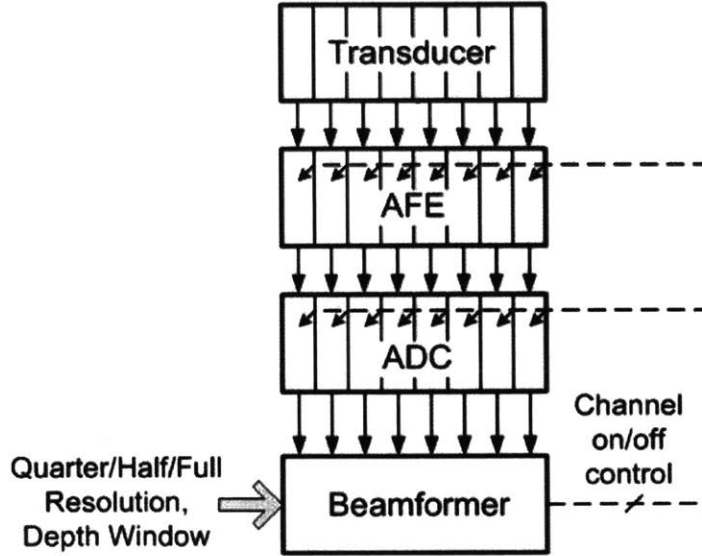 Transducer
AFE
ADC
Channel
on/off
control
Quarter/Half/Full
Resolution,
Depth Window
Beamformer